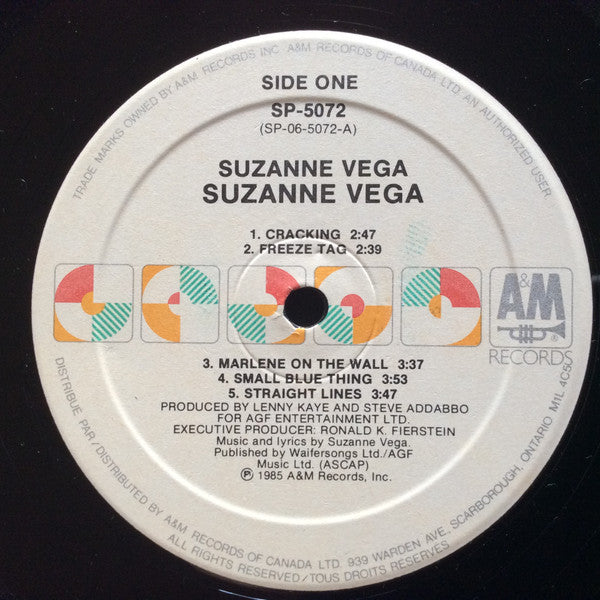 TRADE MARKS OWNED BY A&M RECORDS INC. A&M RECORDS OF CANADA LTD. AN AUTHORIZED USER
SIDE ONE
SP-5072
(SP-06-5072-A)
SUZANNE VEGA
SUZANNE VEGA
1. CRACKING 2:47
2. FREEZE TAG 2:39
A&M
®
RECORDS
3. MARLENE ON THE WALL 3:37
4. SMALL BLUE THING 3:53
5. STRAIGHT LINES 3:47
PRODUCED BY LENNY KAYE AND STEVE ADDABBO
FOR AGF ENTERTAINMENT LTD.
EXECUTIVE PRODUCER: RONALD K. FIERSTEIN
Music and lyrics by Suzanne Vega.
Published by Waifersongs Ltd./AGF
Music Ltd. (ASCAP)
℗ 1985 A&M Records, Inc.
DISTRIBUE PAR/DISTRIBUTED BY A&M RECORDS OF CANADA LTD. 939 WARDEN AVE, SCARBOROUGH, ONTARIO M1L 4C5
ALL RIGHTS RESERVED/TOUS DROITS RESERVÉS